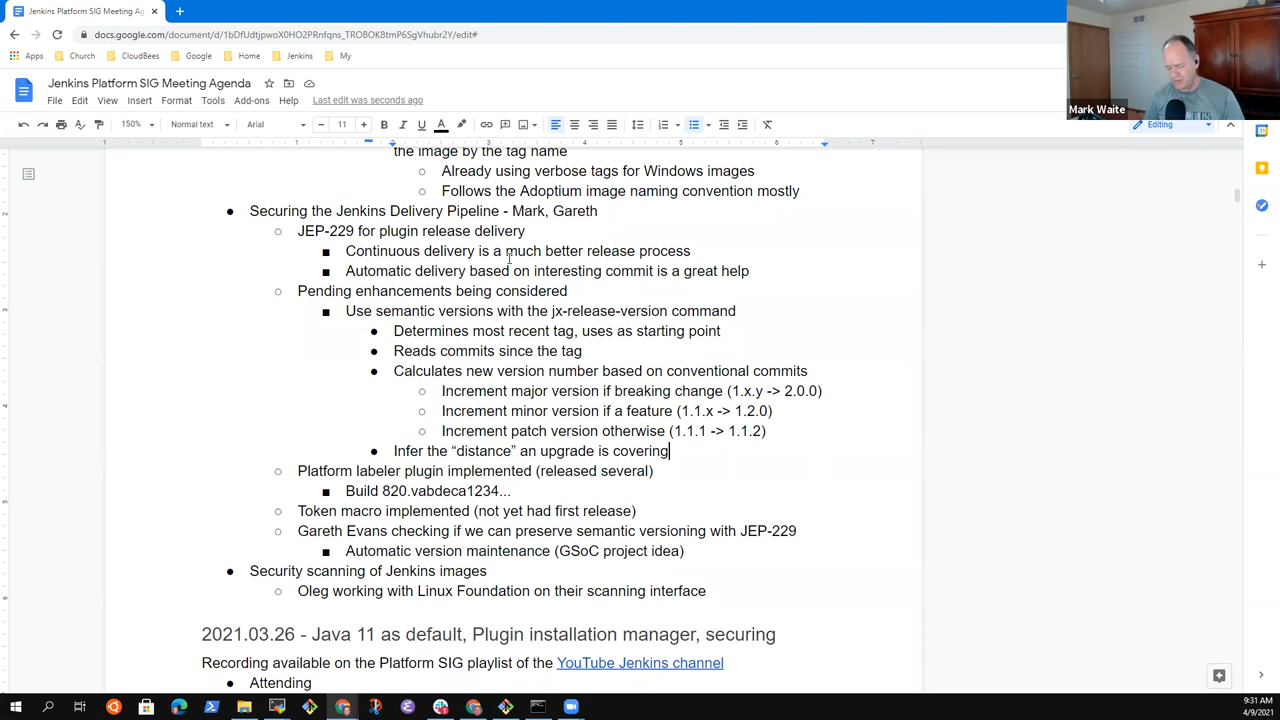 Jenkins Platform SIG Meeting Ag
docs.google.com/document/d/1bDfUdtjpwoX0HO2PRnfqns_TROBOK8tmP6SgVhubr2Y/edit#
Apps Church CloudBees Google Home Jenkins My
Mark Waite
Jenkins Platform SIG Meeting Agenda
File Edit View Insert Format Tools Add-ons Help Last edit was seconds ago
150% Normal text Arial 11 Editing
1 1 2 3 4 5 6 7
the image by the tag name
Already using verbose tags for Windows images
Follows the Adoptium image naming convention mostly
Securing the Jenkins Delivery Pipeline - Mark, Gareth
JEP-229 for plugin release delivery
Continuous delivery is a much better release process
Automatic delivery based on interesting commit is a great help
Pending enhancements being considered
Use semantic versions with the jx-release-version command
Determines most recent tag, uses as starting point
Reads commits since the tag
Calculates new version number based on conventional commits
Increment major version if breaking change (1.x.y -> 2.0.0)
Increment minor version if a feature (1.1.x -> 1.2.0)
Increment patch version otherwise (1.1.1 -> 1.1.2)
Infer the “distance” an upgrade is covering
Platform labeler plugin implemented (released several)
Build 820.vabdeca1234...
Token macro implemented (not yet had first release)
Gareth Evans checking if we can preserve semantic versioning with JEP-229
Automatic version maintenance (GSoC project idea)
Security scanning of Jenkins images
Oleg working with Linux Foundation on their scanning interface
2021.03.26 - Java 11 as default, Plugin installation manager, securing
Recording available on the Platform SIG playlist of the YouTube Jenkins channel
Attending
9:31 AM
4/9/2021